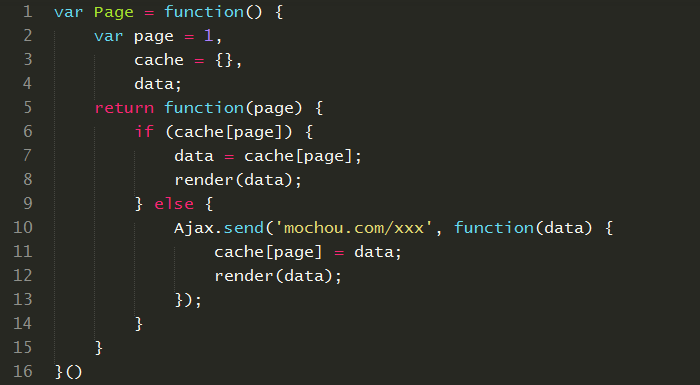 1 var Page = function() {
2     var page = 1,
3         cache = {},
4         data;
5     return function(page) {
6         if (cache[page]) {
7             data = cache[page];
8             render(data);
9         } else {
10             Ajax.send('mochou.com/xxx', function(data) {
11                 cache[page] = data;
12                 render(data);
13             });
14         }
15     }
16 }()